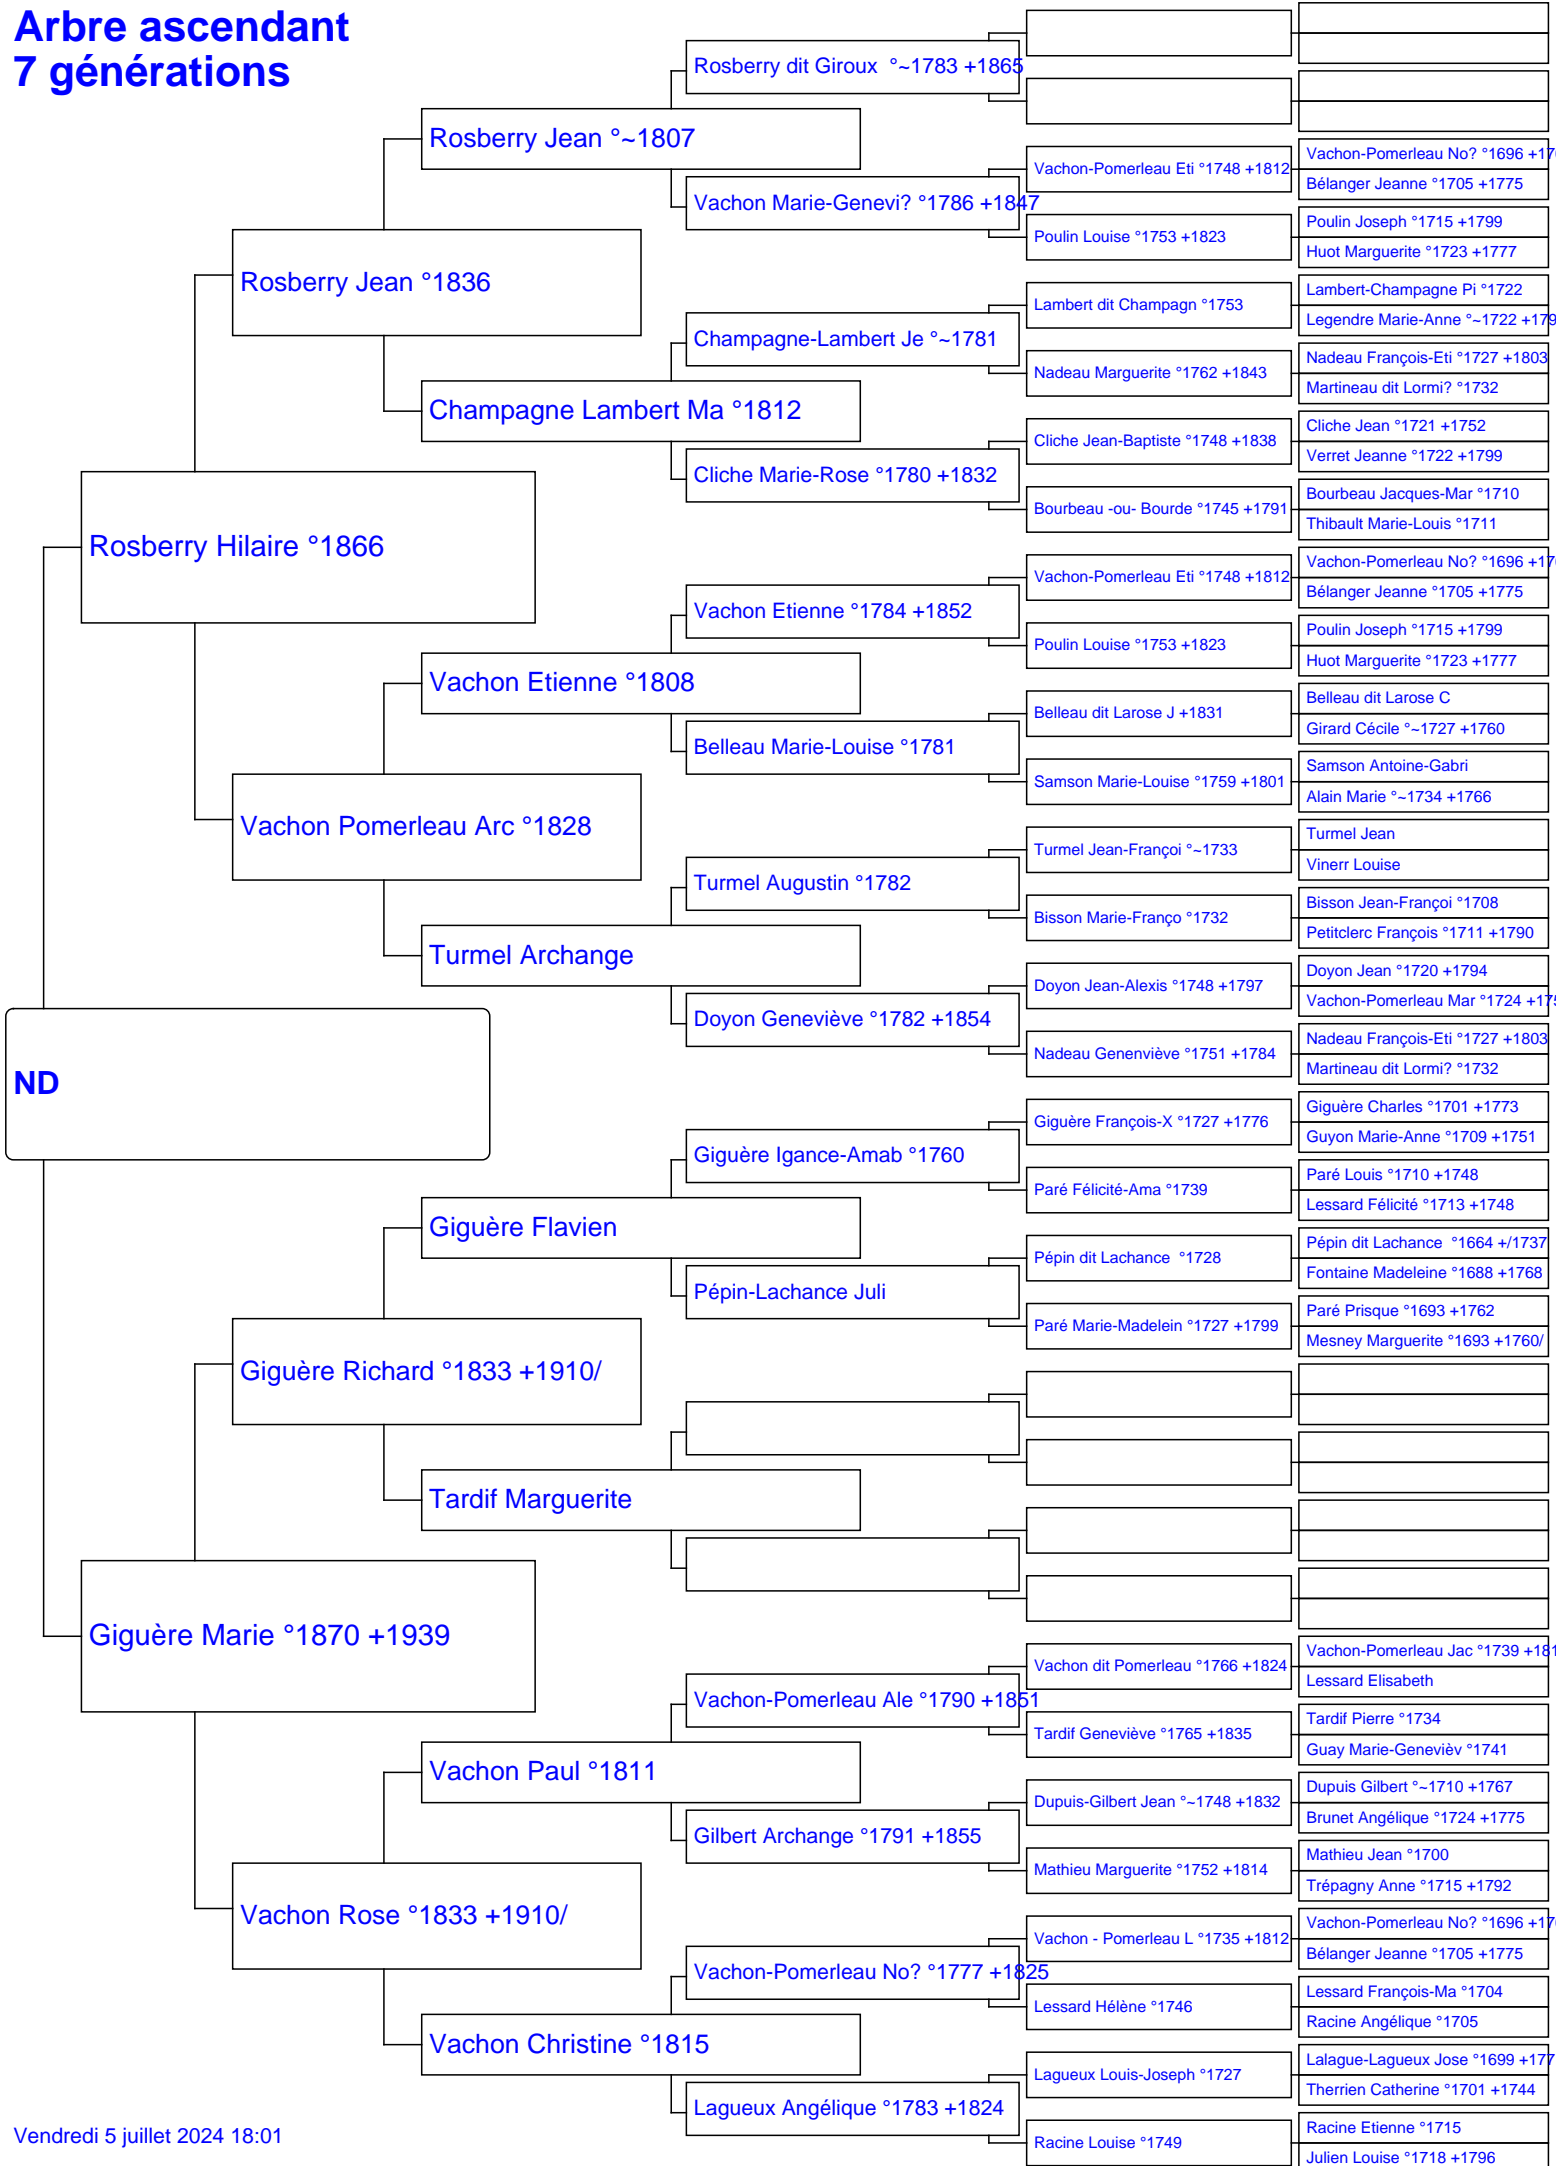 Arbre ascendant
7 générations
ND
Rosberry Hilaire °1866
Giguère Marie °1870 +1939
Rosberry Jean °1836
Vachon Pomerleau Arc °1828
Giguère Richard °1833 +1910/
Vachon Rose °1833 +1910/
Rosberry Jean °~1807
Champagne Lambert Ma °1812
Vachon Etienne °1808
Turmel Archange
Giguère Flavien
Tardif Marguerite
Vachon Paul °1811
Vachon Christine °1815
Rosberry dit Giroux °~1783 +1865
Vachon Marie-Genevi? °1786 +1847
Champagne-Lambert Je °~1781
Cliche Marie-Rose °1780 +1832
Vachon Etienne °1784 +1852
Belleau Marie-Louise °1781
Turmel Augustin °1782
Doyon Geneviève °1782 +1854
Giguère Igance-Amab °1760
Pépin-Lachance Juli
Vachon-Pomerleau Ale °1790 +1851
Gilbert Archange °1791 +1855
Vachon-Pomerleau No? °1777 +1825
Lagueux Angélique °1783 +1824
Vachon-Pomerleau Eti °1748 +1812
Poulin Louise °1753 +1823
Lambert dit Champagn °1753
Nadeau Marguerite °1762 +1843
Cliche Jean-Baptiste °1748 +1838
Bourbeau -ou- Bourde °1745 +1791
Vachon-Pomerleau Eti °1748 +1812
Poulin Louise °1753 +1823
Belleau dit Larose J +1831
Samson Marie-Louise °1759 +1801
Turmel Jean-Françoi °~1733
Bisson Marie-Franço °1732
Doyon Jean-Alexis °1748 +1797
Nadeau Genenviève °1751 +1784
Giguère François-X °1727 +1776
Paré Félicité-Ama °1739
Pépin dit Lachance °1728
Paré Marie-Madelein °1727 +1799
Vachon dit Pomerleau °1766 +1824
Tardif Geneviève °1765 +1835
Dupuis-Gilbert Jean °~1748 +1832
Mathieu Marguerite °1752 +1814
Vachon - Pomerleau L °1735 +1812
Lessard Hélène °1746
Lagueux Louis-Joseph °1727
Racine Louise °1749
Vachon-Pomerleau No? °1696
Bélanger Jeanne °1705 +1775
Poulin Joseph °1715 +1799
Huot Marguerite °1723 +1777
Lambert-Champagne Pi °1722
Legendre Marie-Anne °~1722 +179
Nadeau François-Eti °1727 +1803
Martineau dit Lormi? °1732
Cliche Jean °1721 +1752
Verret Jeanne °1722 +1799
Bourbeau Jacques-Mar °1710
Thibault Marie-Louis °1711
Vachon-Pomerleau No? °1696
Bélanger Jeanne °1705 +1775
Poulin Joseph °1715 +1799
Huot Marguerite °1723 +1777
Belleau dit Larose C
Girard Cécile °~1727 +1760
Samson Antoine-Gabri
Alain Marie °~1734 +1766
Turmel Jean
Vinerr Louise
Bisson Jean-Françoi °1708
Petitclerc François °1711 +1790
Doyon Jean °1720 +1794
Vachon-Pomerleau Mar °1724
Nadeau François-Eti °1727 +1803
Martineau dit Lormi? °1732
Giguère Charles °1701 +1773
Guyon Marie-Anne °1709 +1751
Paré Louis °1710 +1748
Lessard Félicité °1713 +1748
Pépin dit Lachance °1664 +/1737
Fontaine Madeleine °1688 +1768
Paré Prisque °1693 +1762
Mesney Marguerite °1693 +1760/
Vachon-Pomerleau Jac °1739
Lessard Elisabeth
Tardif Pierre °1734
Guay Marie-Genevièv °1741
Dupuis Gilbert °~1710 +1767
Brunet Angélique °1724 +1775
Mathieu Jean °1700
Trépagny Anne °1715 +1792
Vachon-Pomerleau No? °1696
Bélanger Jeanne °1705 +1775
Lessard François-Ma °1704
Racine Angélique °1705
Lalague-Lagueux Jose °1699 +177
Therrien Catherine °1701 +1744
Racine Etienne °1715
Julien Louise °1718 +1796
Vendredi 5 juillet 2024 18:01